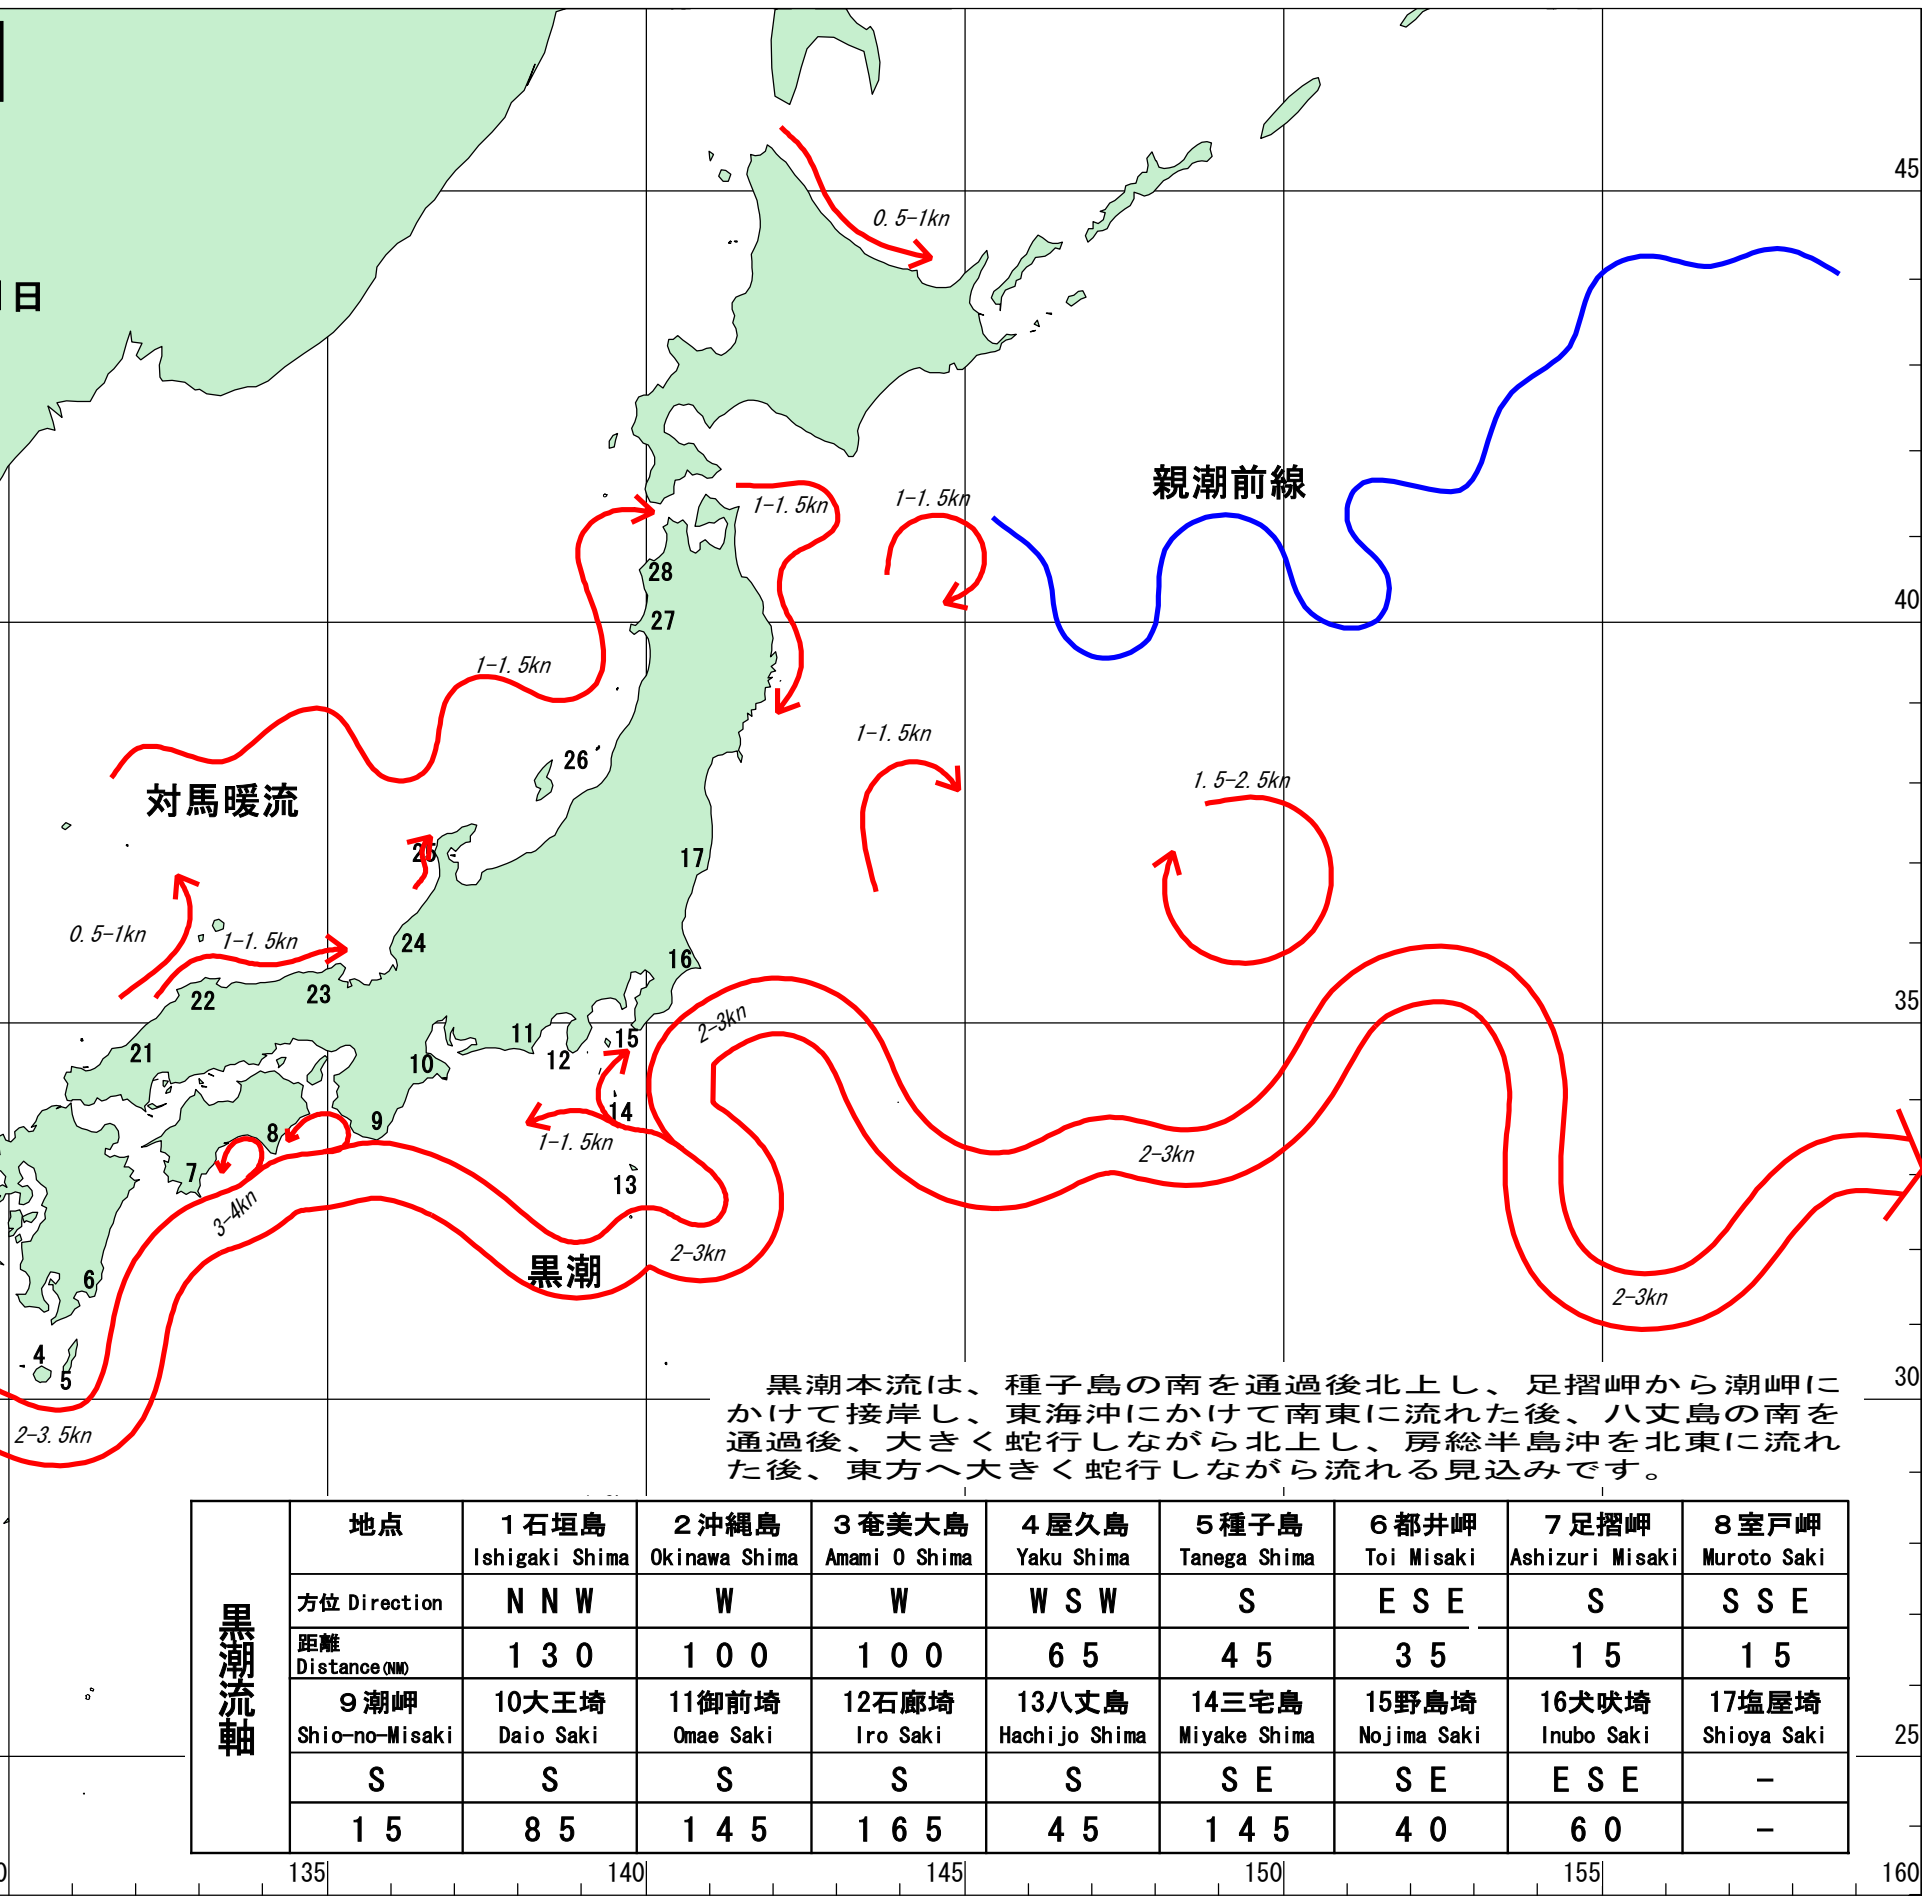 日
45
0.5-1kn
親潮前線
1-1.5kn
1-1.5kn
28
40
27
1-1.5kn
26
1-1.5kn
1.5-2.5kn
対馬暖流
25
17
0.5-1kn
1-1.5kn
24
16
22
23
35
2-3kn
11
15
21
12
10
14
9
8
1-1.5kn
2-3kn
7
13
3-4kn
2-3kn
黒潮
6
2-3kn
4
5
30
2-3.5kn
黒潮本流は、種子島の南を通過後北上し、足摺岬から潮岬に
かけて接岸し、東海沖にかけて南東に流れた後、八丈島の南を
通過後、大きく蛇行しながら北上し、房総半島沖を北東に流れ
た後、東方へ大きく蛇行しながら流れる見込みです。
黒潮流軸
地点 1石垣島 2沖縄島 3奄美大島 4屋久島 5種子島 6都井岬 7足摺岬 8室戸岬
Ishigaki Shima Okinawa Shima Amami O Shima Yaku Shima Tanega Shima Toi Misaki Ashizuri Misaki Muroto Saki
方位 Direction NNW W W WSW S ESE S SSE
距離
Distance(NM) 130 100 100 65 45 35 15 15
9潮岬 10大王埼 11御前埼 12石廊埼 13八丈島 14三宅島 15野島埼 16犬吠埼 17塩屋埼
Shio-no-Misaki Daio Saki Omae Saki Iro Saki Hachijo Shima Miyake Shima Nojima Saki Inubo Saki Shioya Saki
S S S S S SE SE ESE -
15 85 145 165 45 145 40 60 -
25
0 135 140 145 150 155 160